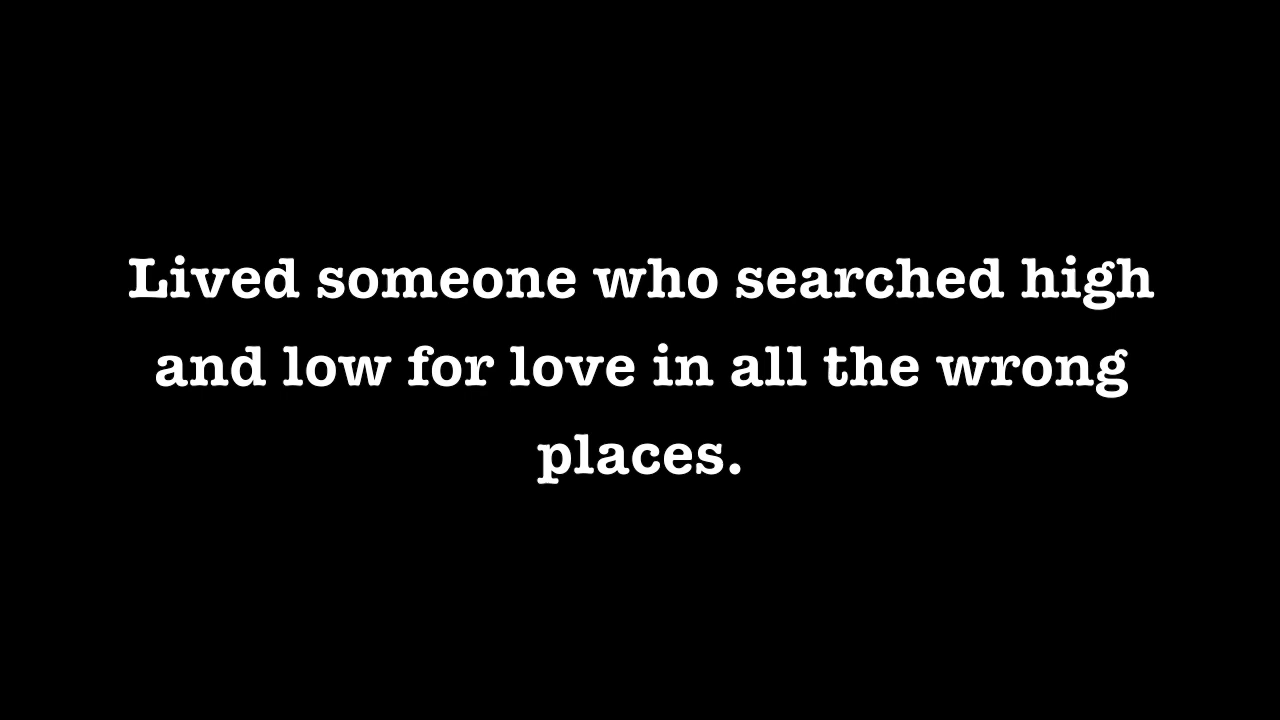 Lived someone who searched high
and low for love in all the wrong
places.